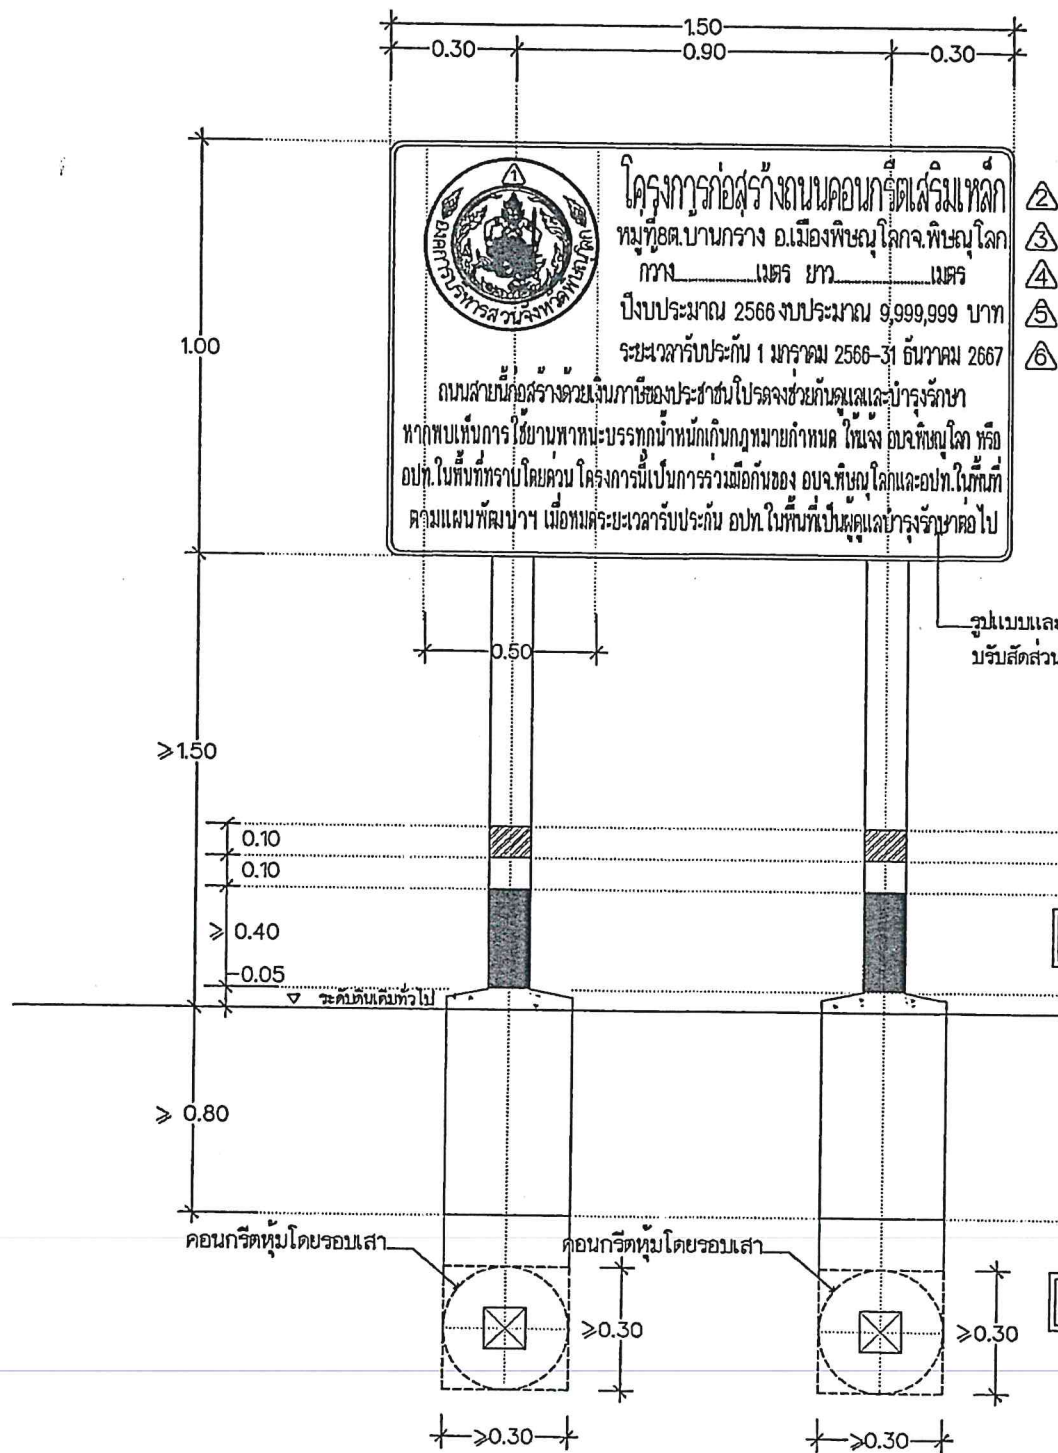 1.50
0.30 0.90 0.30
1
องค์การบริหารส่วนจังหวัดพิษณุโลก
โครงการก่อสร้างถนนคอนกรีตเสริมเหล็ก 2
หมู่ที่8ต.บ้านกร่าง อ.เมืองพิษณุโลกจ.พิษณุโลก 3
กว้าง............เมตร ยาว............เมตร 4
ปีงบประมาณ 2566 งบประมาณ 9,999,999 บาท 5
ระยะเวลารับประกัน 1 มกราคม 2566-31 ธันวาคม 2667 6
1.00
ถนนสายนี้ก่อสร้างด้วยเงินภาษีของประชาชนโปรดจงช่วยกันดูแลและบำรุงรักษา
หากพบเห็นการใช้ยานพาหนะบรรทุกน้ำหนักเกินกฎหมายกำหนด ให้แจ้ง อบจ.พิษณุโลก หรือ
อปท.ในพื้นที่ทราบโดยด่วน โครงการนี้เป็นการร่วมมือกันของ อบจ.พิษณุโลกและอปท.ในพื้นที่
ตามแผนพัฒนาฯ เมื่อหมดระยะเวลารับประกัน อปท.ในพื้นที่เป็นผู้ดูแลบำรุงรักษาต่อไป
รูปแบบและ
ปรับสัดส่วน
0.50
≥1.50
0.10
0.10
≥ 0.40
0.05
ระดับดินเดิมทั่วไป
≥ 0.80
คอนกรีตหุ้มโดยรอบเสา คอนกรีตหุ้มโดยรอบเสา
≥0.30 ≥0.30
≥0.30 ≥0.30